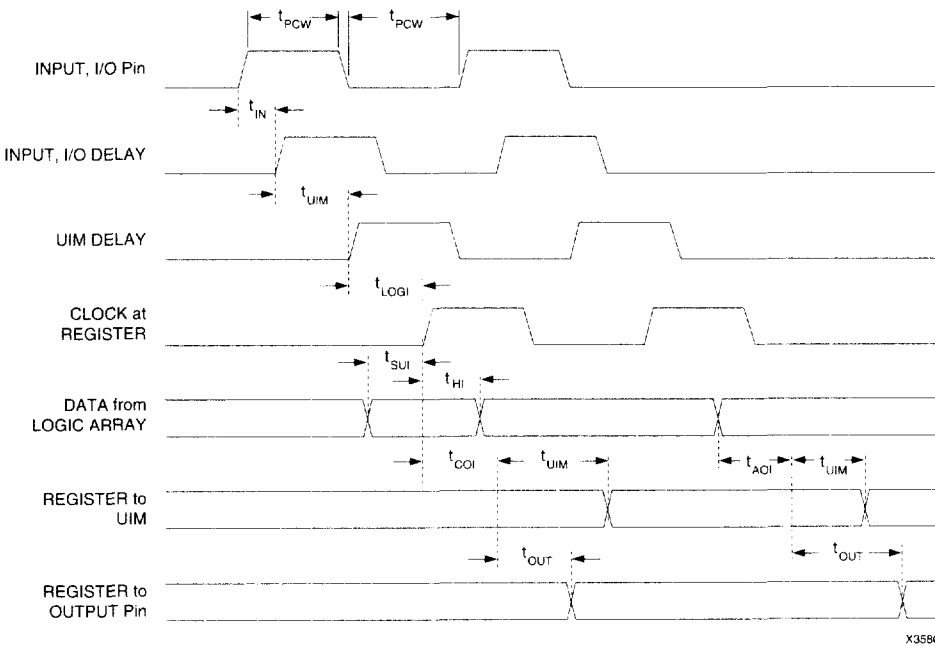 tPCW tPCW
INPUT, I/O Pin
tIN
INPUT, I/O DELAY
tUIM
UIM DELAY
tLOGI
CLOCK at
REGISTER
tSUI
tHI
DATA from
LOGIC ARRAY
tCOI tUIM tAOI tUIM
REGISTER to
UIM
tOUT tOUT
REGISTER to
OUTPUT Pin
X3580